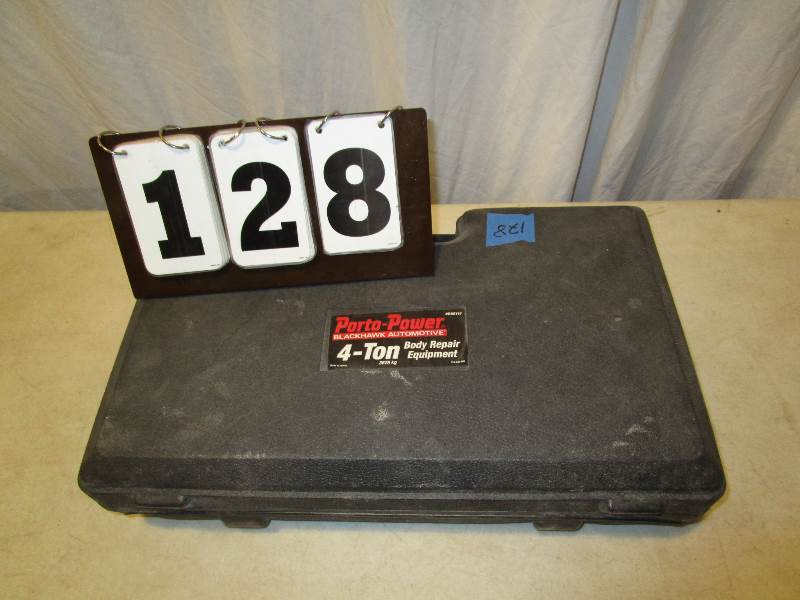 128
128
Porto-Power
BLACKHAWK AUTOMOTIVE
4-Ton Body Repair Equipment